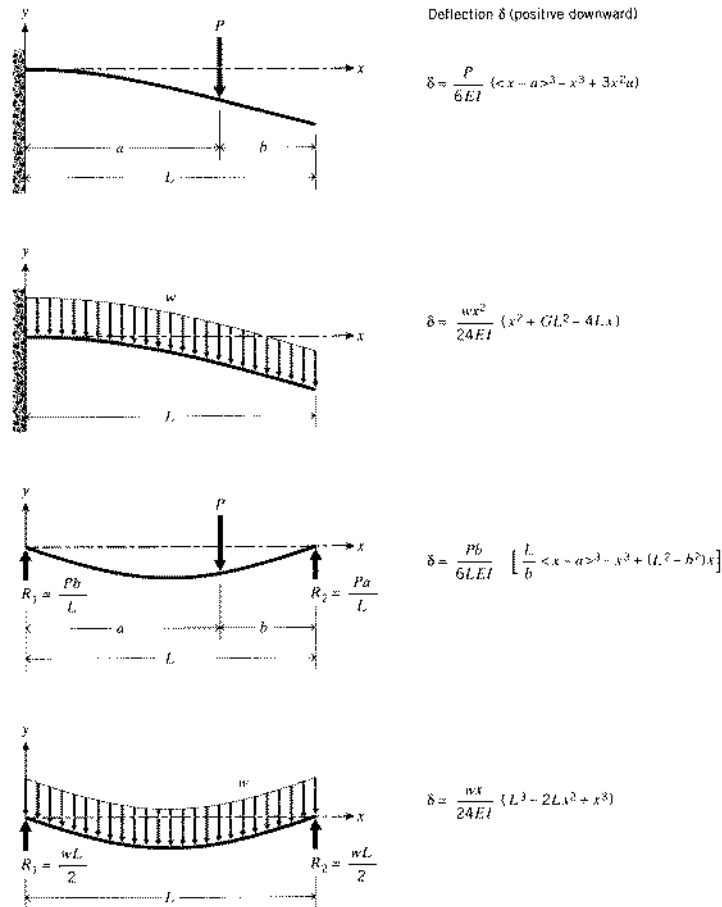 Deflection δ (positive downward)
y
P
x
δ = P/6EI (<x − a>³ − x³ + 3x²a)
a
b
L
y
w
x
δ = wx²/24EI (x² + 6L² − 4Lx)
L
y
P
x
δ = Pb/6LEI [L/b <x − a>³ − x³ + (L² − b²)x]
R₁ = Pb/L
R₂ = Pa/L
a
b
L
y
w
x
δ = wx/24EI (L³ − 2Lx² + x³)
R₁ = wL/2
R₂ = wL/2
L